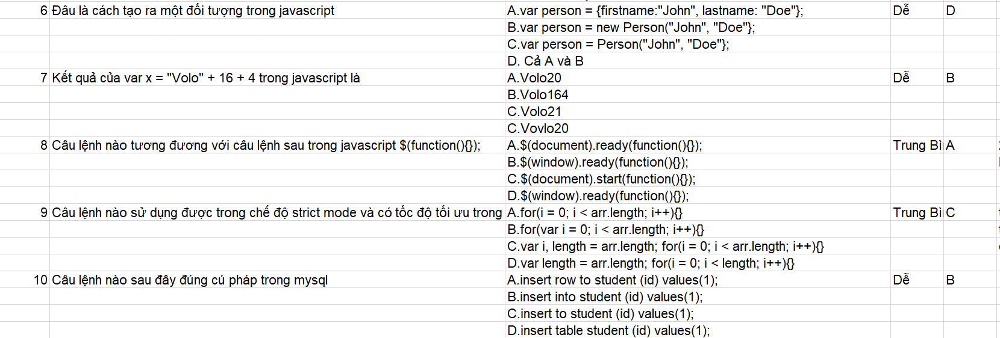 6 Đâu là cách tạo ra một đối tượng trong javascript A.var person = {firstname:"John", lastname: "Doe"}; Dễ D
B.var person = new Person("John", "Doe"};
C.var person = Person("John", "Doe"};
D. Cả A và B
7 Kết quả của var x = "Volo" + 16 + 4 trong javascript là A.Volo20 Dễ B
B.Volo164
C.Volo21
C.Vovlo20
8 Câu lệnh nào tương đương với câu lệnh sau trong javascript $(function(){}); A.$(document).ready(function(){}); Trung Bì A
B.$(window).ready(function(){});
C.$(document).start(function(){});
D.$(window).ready(function(){});
9 Câu lệnh nào sử dụng được trong chế độ strict mode và có tốc độ tối ưu trong A.for(i = 0; i < arr.length; i++){} Trung Bì C
B.for(var i = 0; i < arr.length; i++){}
C.var i, length = arr.length; for(i = 0; i < arr.length; i++){}
D.var length = arr.length; for(i = 0; i < length; i++){}
10 Câu lệnh nào sau đây đúng cú pháp trong mysql A.insert row to student (id) values(1); Dễ B
B.insert into student (id) values(1);
C.insert to student (id) values(1);
D.insert table student (id) values(1);